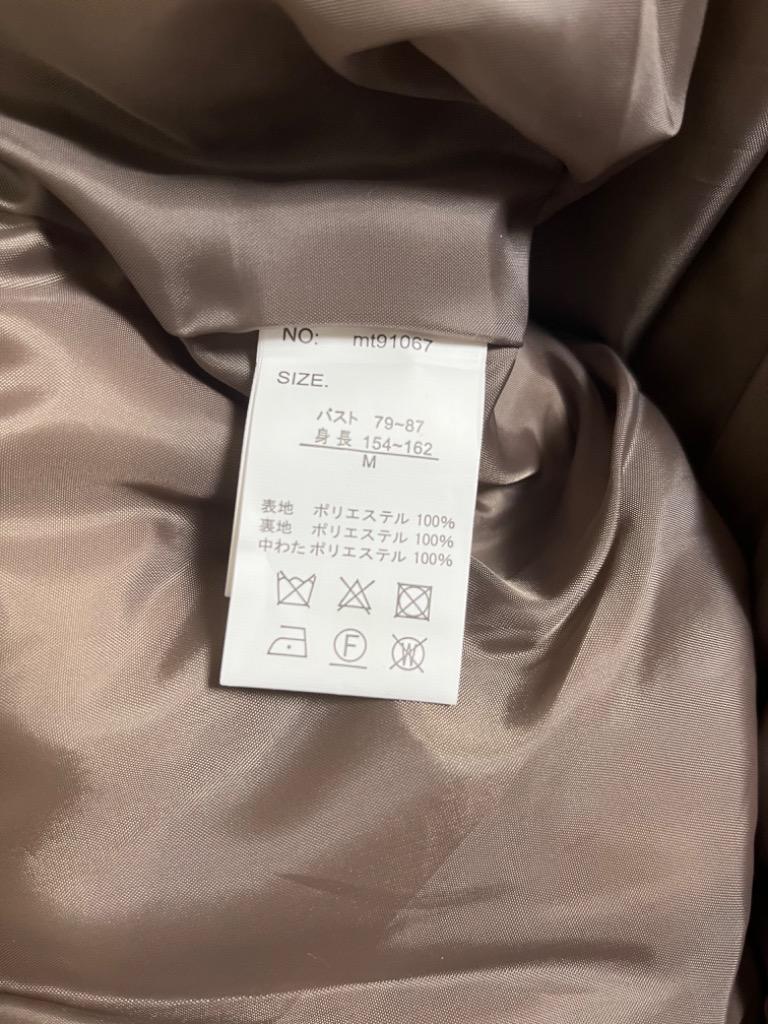 NO: mt91067
SIZE.
バスト 79~87
身長 154~162
M
表地 ポリエステル 100%
裏地 ポリエステル 100%
中わた ポリエステル 100%
F W